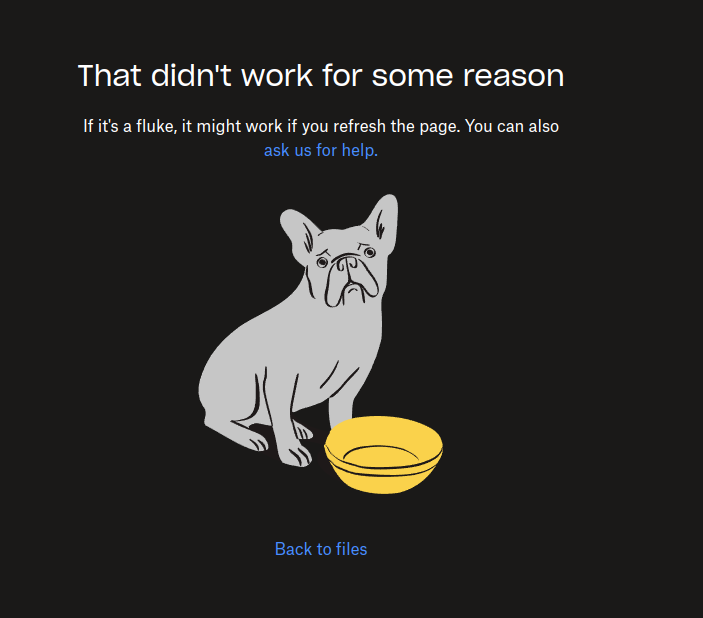 That didn't work for some reason
If it's a fluke, it might work if you refresh the page. You can also
ask us for help.
Back to files